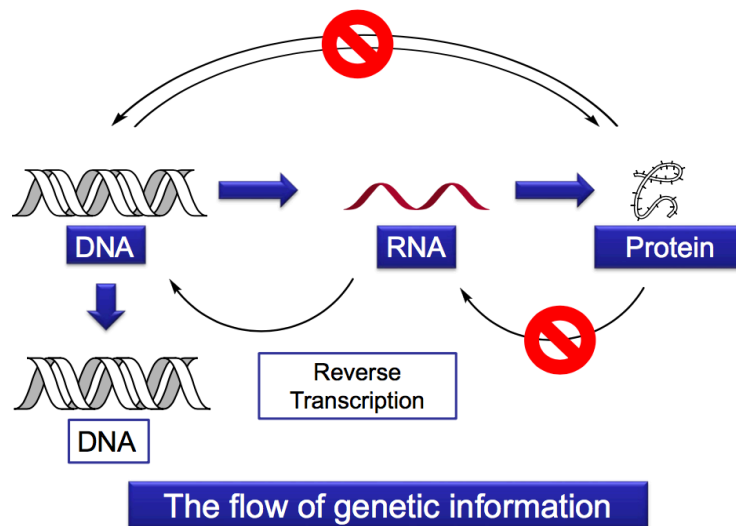 DNA
RNA
Protein
Reverse
Transcription
DNA
The flow of genetic information